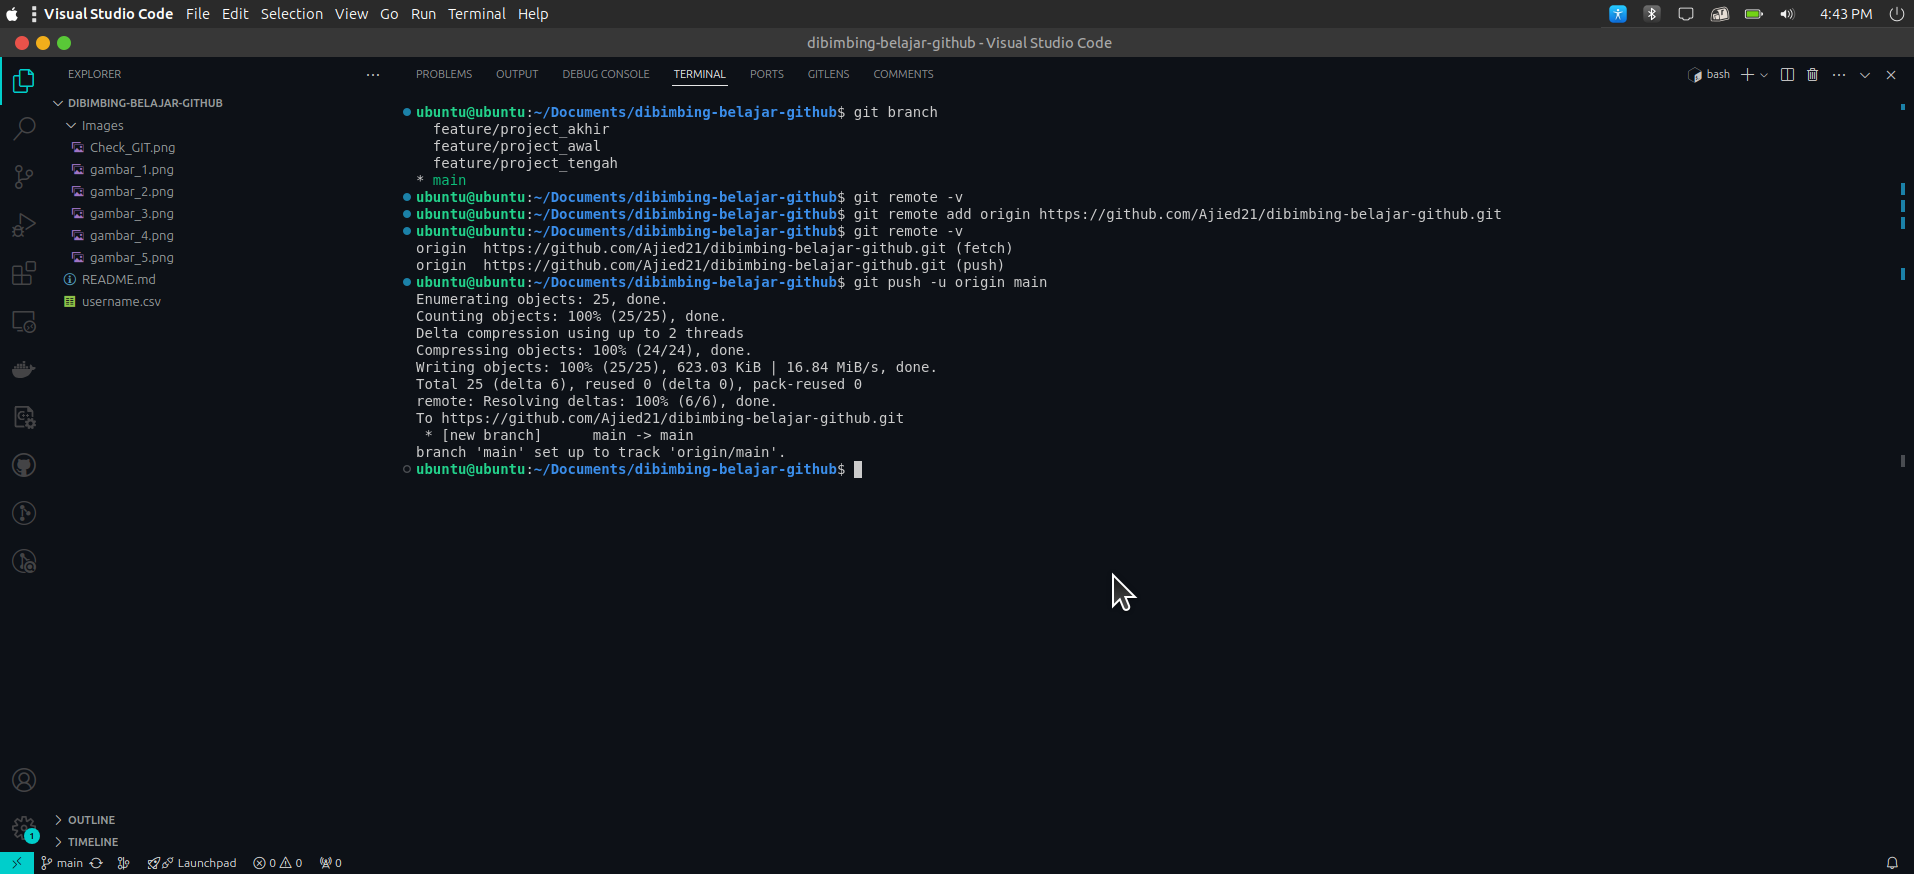 Visual Studio Code File Edit Selection View Go Run Terminal Help 4:43 PM
dibimbing-belajar-github - Visual Studio Code
EXPLORER
DIBIMBING-BELAJAR-GITHUB
Images
Check_GIT.png
gambar_1.png
gambar_2.png
gambar_3.png
gambar_4.png
gambar_5.png
README.md
username.csv
OUTLINE
TIMELINE
PROBLEMS OUTPUT DEBUG CONSOLE TERMINAL PORTS GITLENS COMMENTS bash
ubuntu@ubuntu:~/Documents/dibimbing-belajar-github$ git branch
feature/project_akhir
feature/project_awal
feature/project_tengah
* main
ubuntu@ubuntu:~/Documents/dibimbing-belajar-github$ git remote -v
ubuntu@ubuntu:~/Documents/dibimbing-belajar-github$ git remote add origin https://github.com/Ajied21/dibimbing-belajar-github.git
ubuntu@ubuntu:~/Documents/dibimbing-belajar-github$ git remote -v
origin https://github.com/Ajied21/dibimbing-belajar-github.git (fetch)
origin https://github.com/Ajied21/dibimbing-belajar-github.git (push)
ubuntu@ubuntu:~/Documents/dibimbing-belajar-github$ git push -u origin main
Enumerating objects: 25, done.
Counting objects: 100% (25/25), done.
Delta compression using up to 2 threads
Compressing objects: 100% (24/24), done.
Writing objects: 100% (25/25), 623.03 KiB | 16.84 MiB/s, done.
Total 25 (delta 6), reused 0 (delta 0), pack-reused 0
remote: Resolving deltas: 100% (6/6), done.
To https://github.com/Ajied21/dibimbing-belajar-github.git
* [new branch] main -> main
branch 'main' set up to track 'origin/main'.
ubuntu@ubuntu:~/Documents/dibimbing-belajar-github$
1
main Launchpad 0 0 0